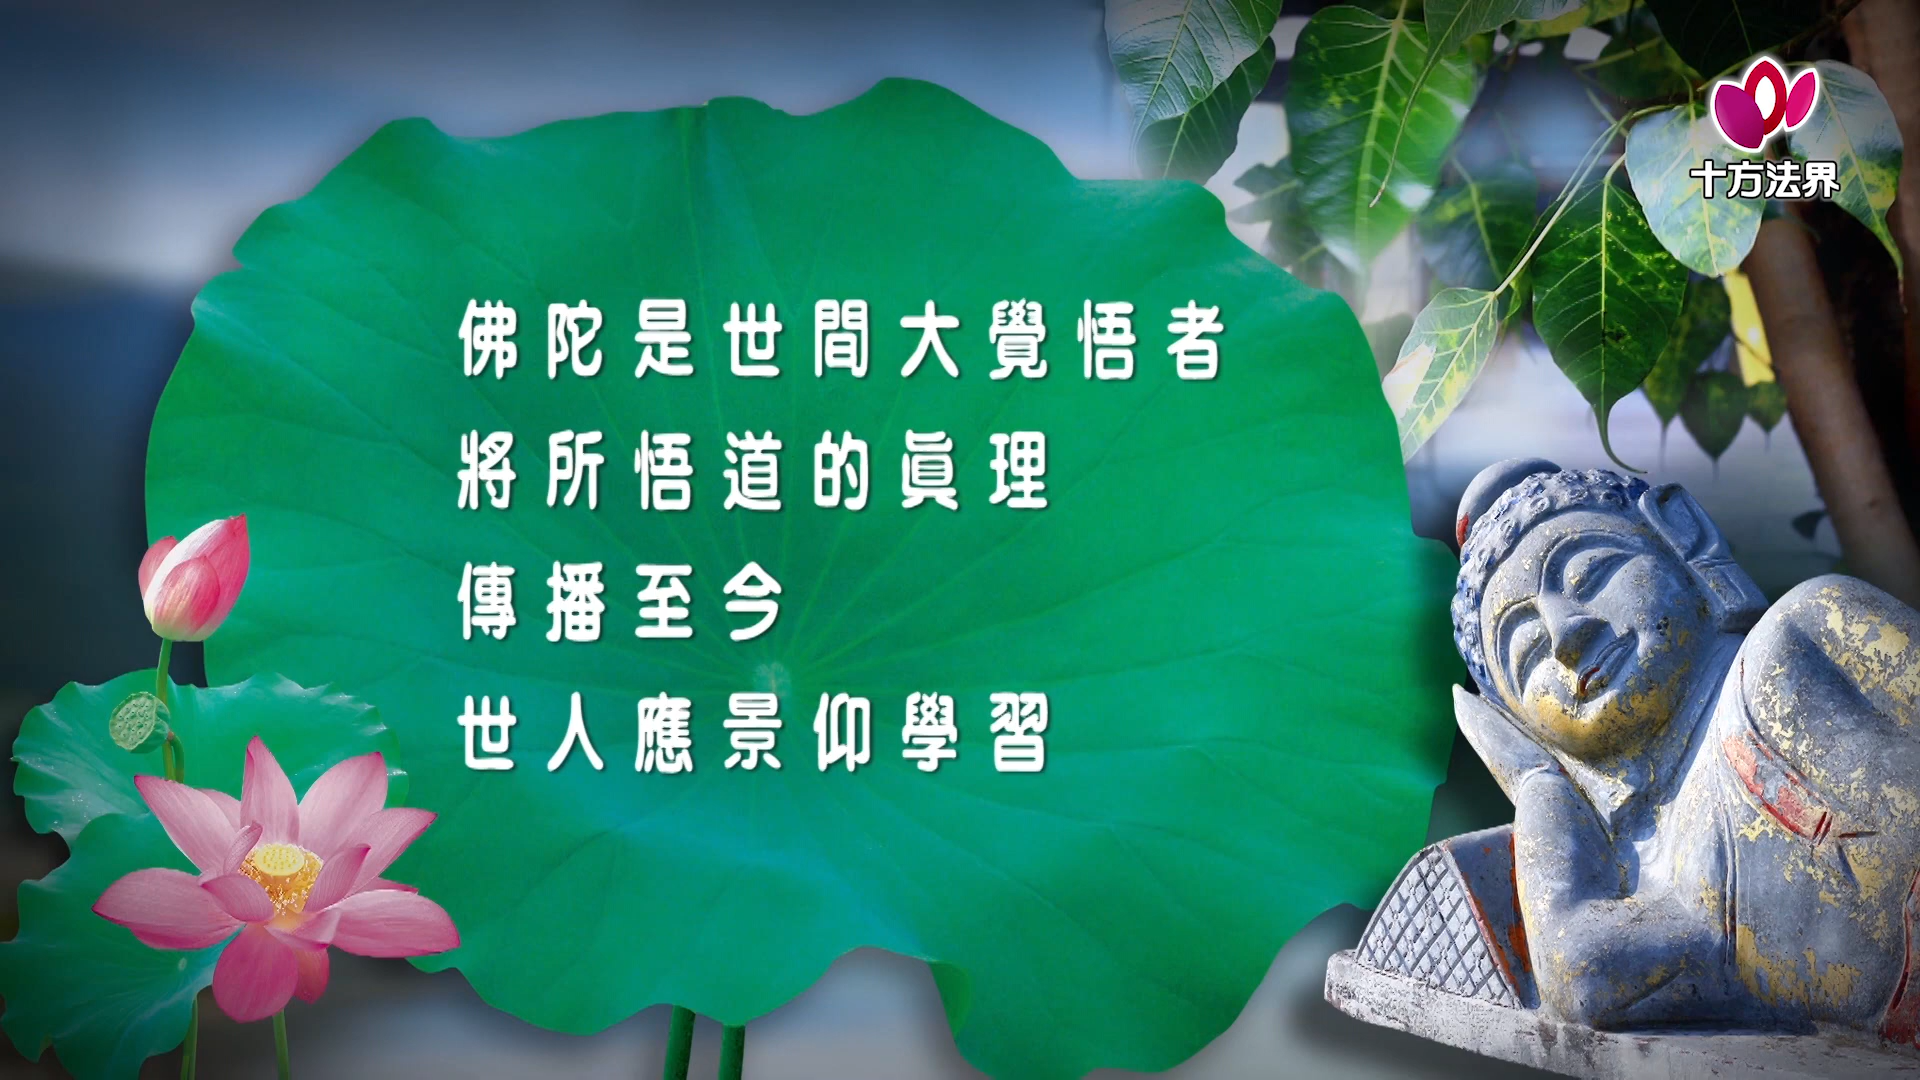 十方法界
佛陀是世間大覺悟者
將所悟道的眞理
傳播至今
世人應景仰學習